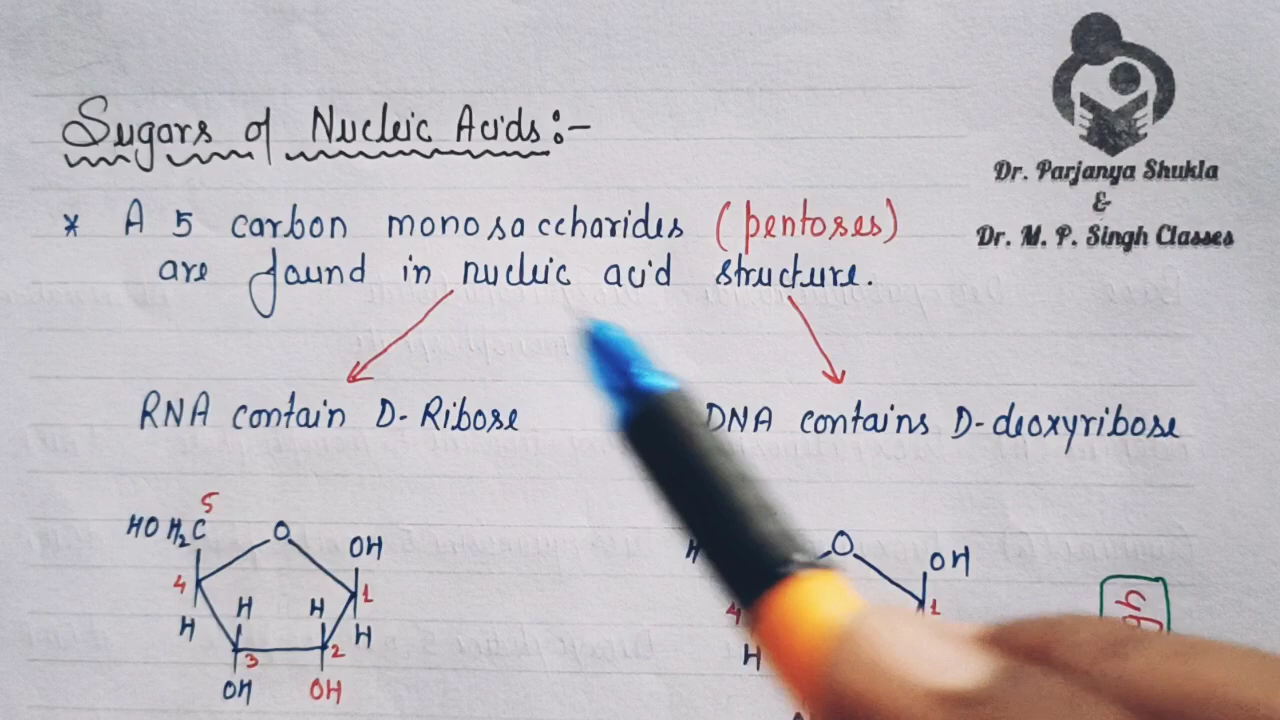 Dr. Parjanya Shukla
&
Dr. M. P. Singh Classes
Sugars of Nucleic Acids:-
* A 5 carbon monosaccharides (pentoses)
are found in nucleic acid structure.
RNA contain D-Ribose
DNA contains D-deoxyribose
5
HOH₂C
O
OH
4
1
H
H
H
H
3
2
OH
OH
H
O
OH
4
1
H